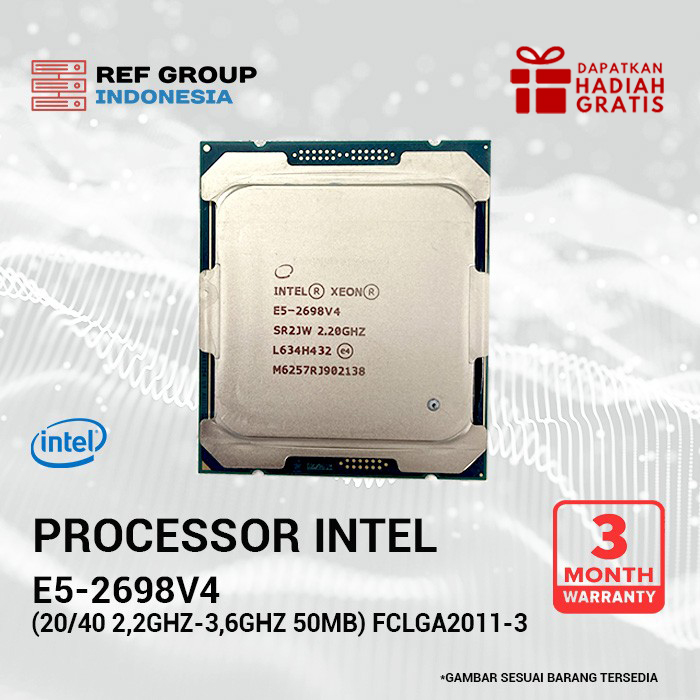 REF GROUP
INDONESIA
DAPATKAN
HADIAH
GRATIS
INTEL® XEON®
E5-2698V4
SR2JW 2.20GHZ
L634H432 e4
M6257RJ902138
intel
PROCESSOR INTEL
E5-2698V4
(20/40 2,2GHZ-3,6GHZ 50MB) FCLGA2011-3
3
MONTH
WARRANTY
*GAMBAR SESUAI BARANG TERSEDIA